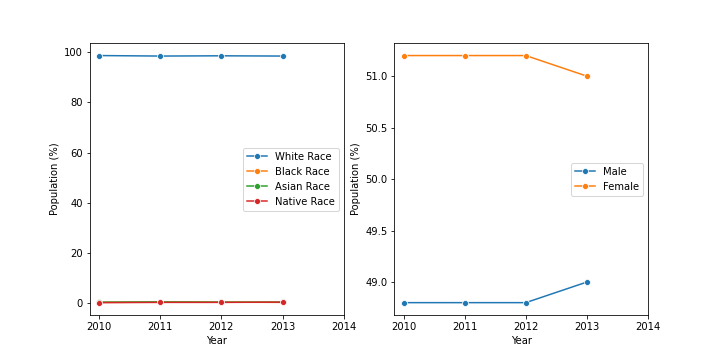 100
80
60
40
20
0
Population (%)
2010 2011 2012 2013 2014
Year
White Race
Black Race
Asian Race
Native Race
51.0
50.5
50.0
49.5
49.0
Population (%)
2010 2011 2012 2013 2014
Year
Male
Female